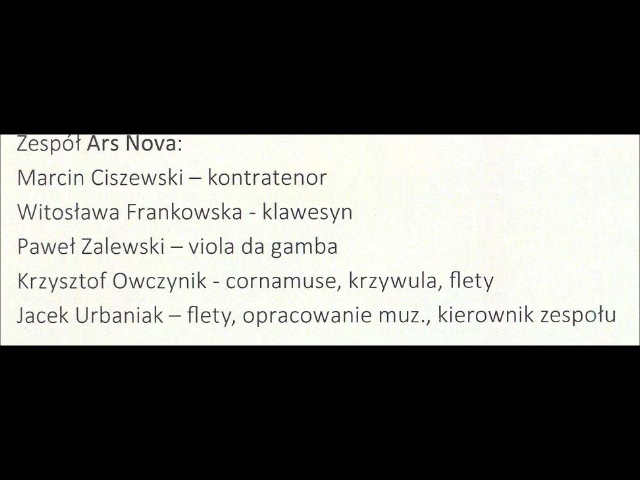 Zespół Ars Nova:
Marcin Ciszewski – kontratenor
Witosława Frankowska - klawesyn
Paweł Zalewski – viola da gamba
Krzysztof Owczynik - cornamuse, krzywula, flety
Jacek Urbaniak – flety, opracowanie muz., kierownik zespołu